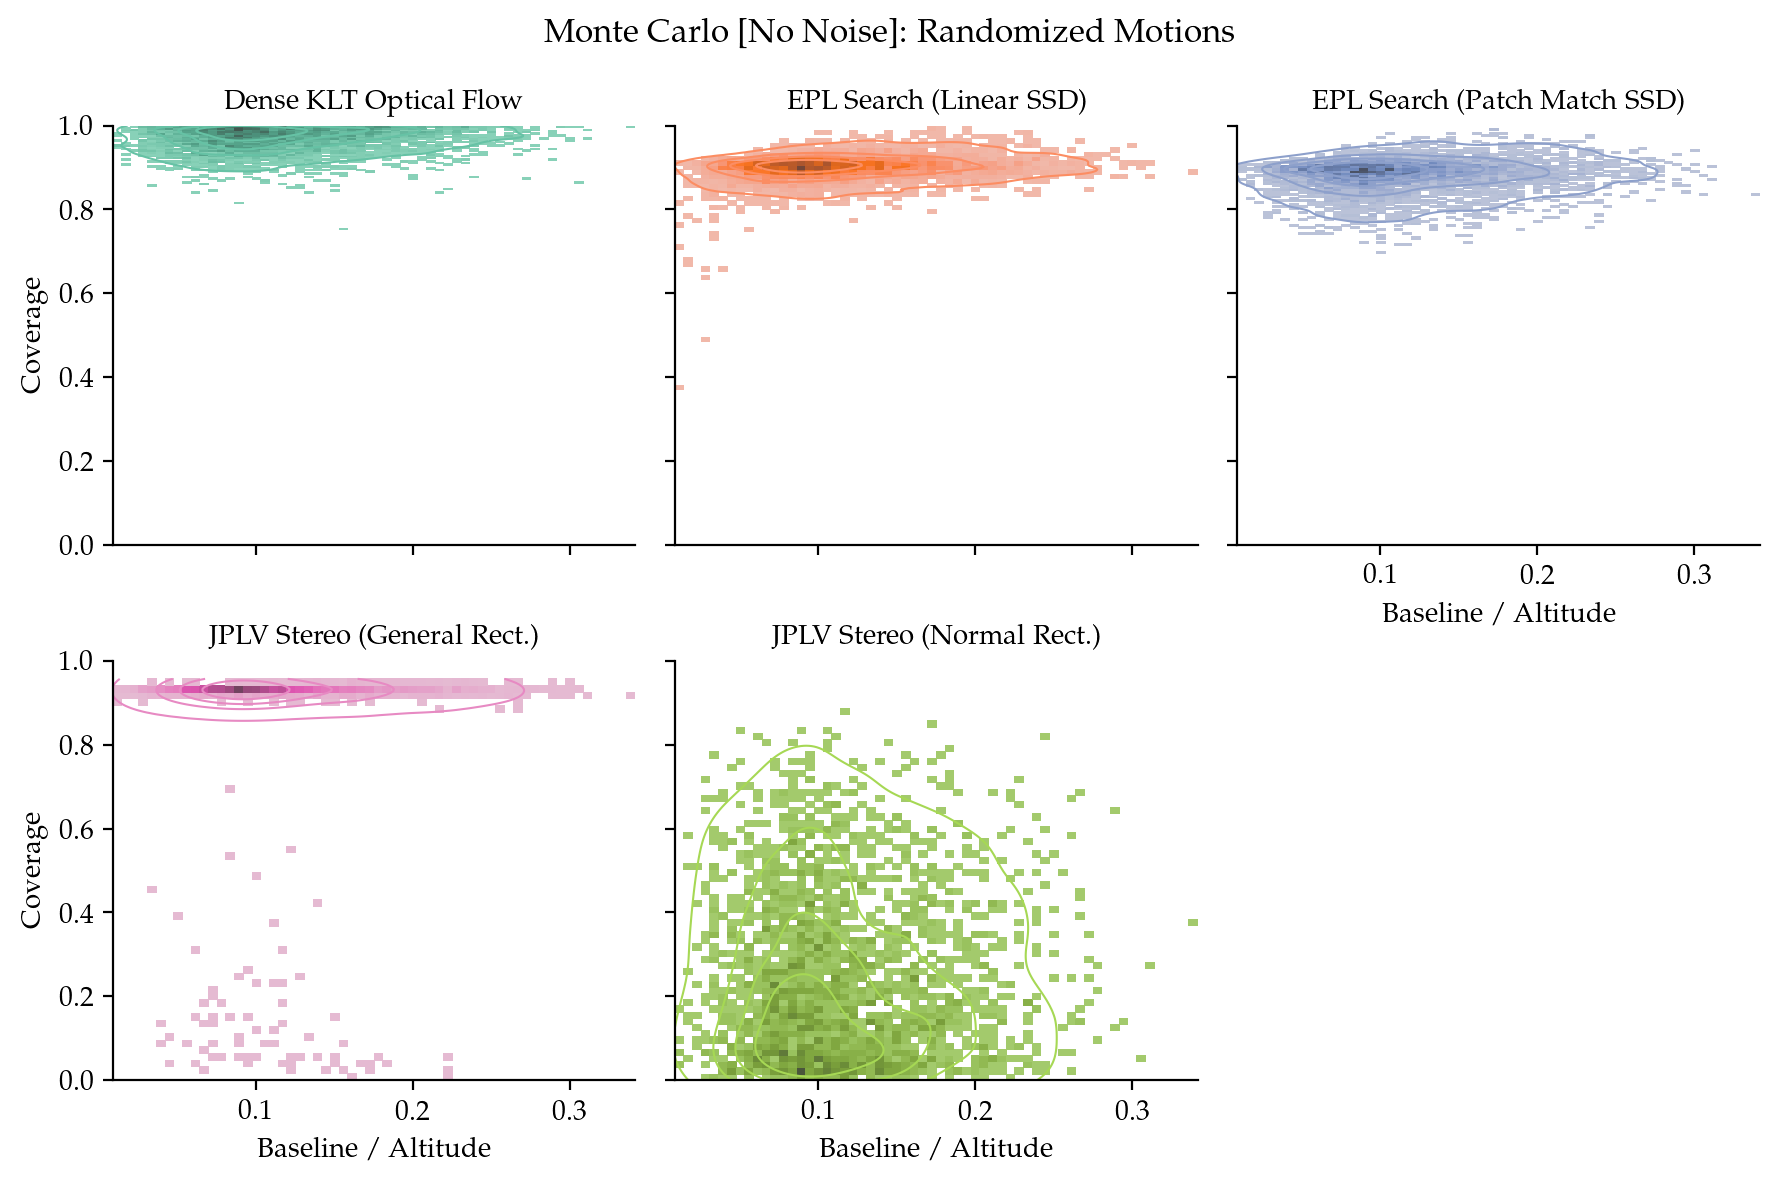 Monte Carlo [No Noise]: Randomized Motions
Dense KLT Optical Flow
EPL Search (Linear SSD)
EPL Search (Patch Match SSD)
1.0
0.8
0.6
0.4
0.2
0.0
Coverage
0.1 0.2 0.3
Baseline / Altitude
JPLV Stereo (General Rect.)
JPLV Stereo (Normal Rect.)
1.0
0.8
0.6
0.4
0.2
0.0
Coverage
0.1 0.2 0.3
Baseline / Altitude
0.1 0.2 0.3
Baseline / Altitude